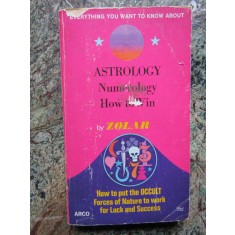 EVERYTHING YOU WANT TO KNOW ABOUT
ASTROLOGY
Numerology
How in
by ZOLAR
How to put the OCCULT
Forces of Nature to work
for Luck and Success
ARCO